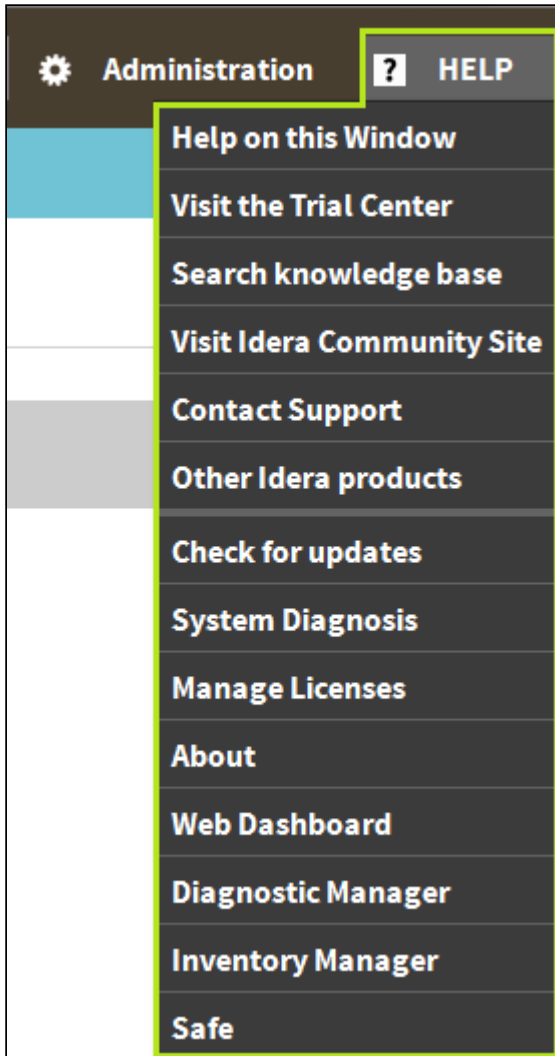 Administration ? HELP
Help on this Window
Visit the Trial Center
Search knowledge base
Visit Idera Community Site
Contact Support
Other Idera products
Check for updates
System Diagnosis
Manage Licenses
About
Web Dashboard
Diagnostic Manager
Inventory Manager
Safe